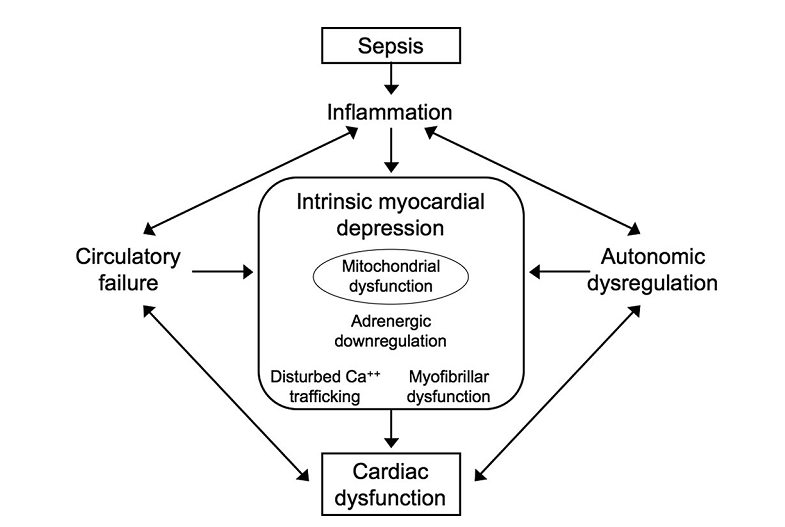 Sepsis
Inflammation
Intrinsic myocardial
depression
Circulatory
failure
Mitochondrial
dysfunction
Autonomic
dysregulation
Adrenergic
downregulation
Disturbed Ca⁺⁺
trafficking
Myofibrillar
dysfunction
Cardiac
dysfunction